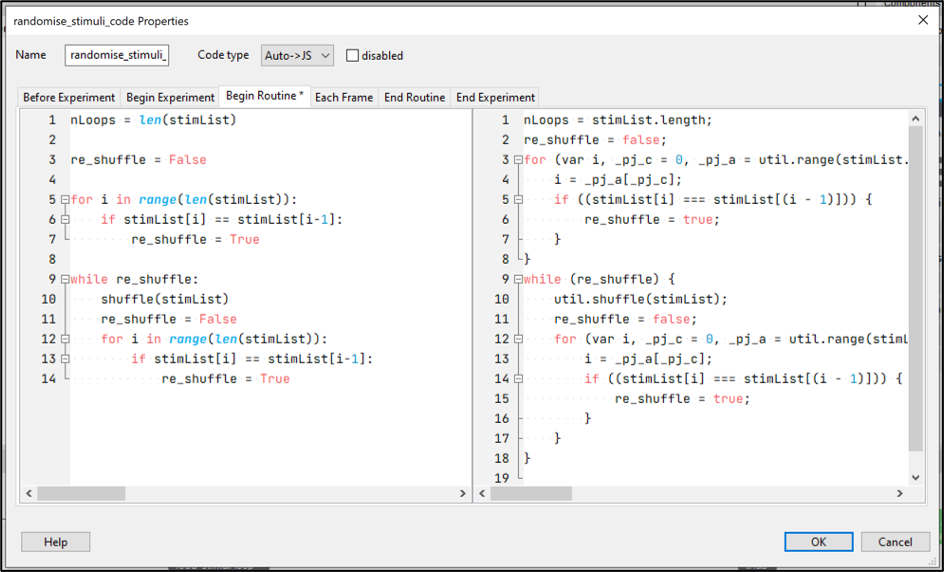 randomise_stimuli_code Properties
Name randomise_stimuli_ Code type Auto->JS disabled
Before Experiment Begin Experiment Begin Routine * Each Frame End Routine End Experiment
1 nLoops = len(stimList)
2
3 re_shuffle = False
4
5 for i in range(len(stimList)):
6 if stimList[i] == stimList[i-1]:
7 re_shuffle = True
8
9 while re_shuffle:
10 shuffle(stimList)
11 re_shuffle = False
12 for i in range(len(stimList)):
13 if stimList[i] == stimList[i-1]:
14 re_shuffle = True
1 nLoops = stimList.length;
2 re_shuffle = false;
3 for (var i, _pj_c = 0, _pj_a = util.range(stimList.
4 i = _pj_a[_pj_c];
5 if ((stimList[i] === stimList[(i - 1)])) {
6 re_shuffle = true;
7 }
8 }
9 while (re_shuffle) {
10 util.shuffle(stimList);
11 re_shuffle = false;
12 for (var i, _pj_c = 0, _pj_a = util.range(stimL
13 i = _pj_a[_pj_c];
14 if ((stimList[i] === stimList[(i - 1)])) {
15 re_shuffle = true;
16 }
17 }
18 }
19
Help OK Cancel